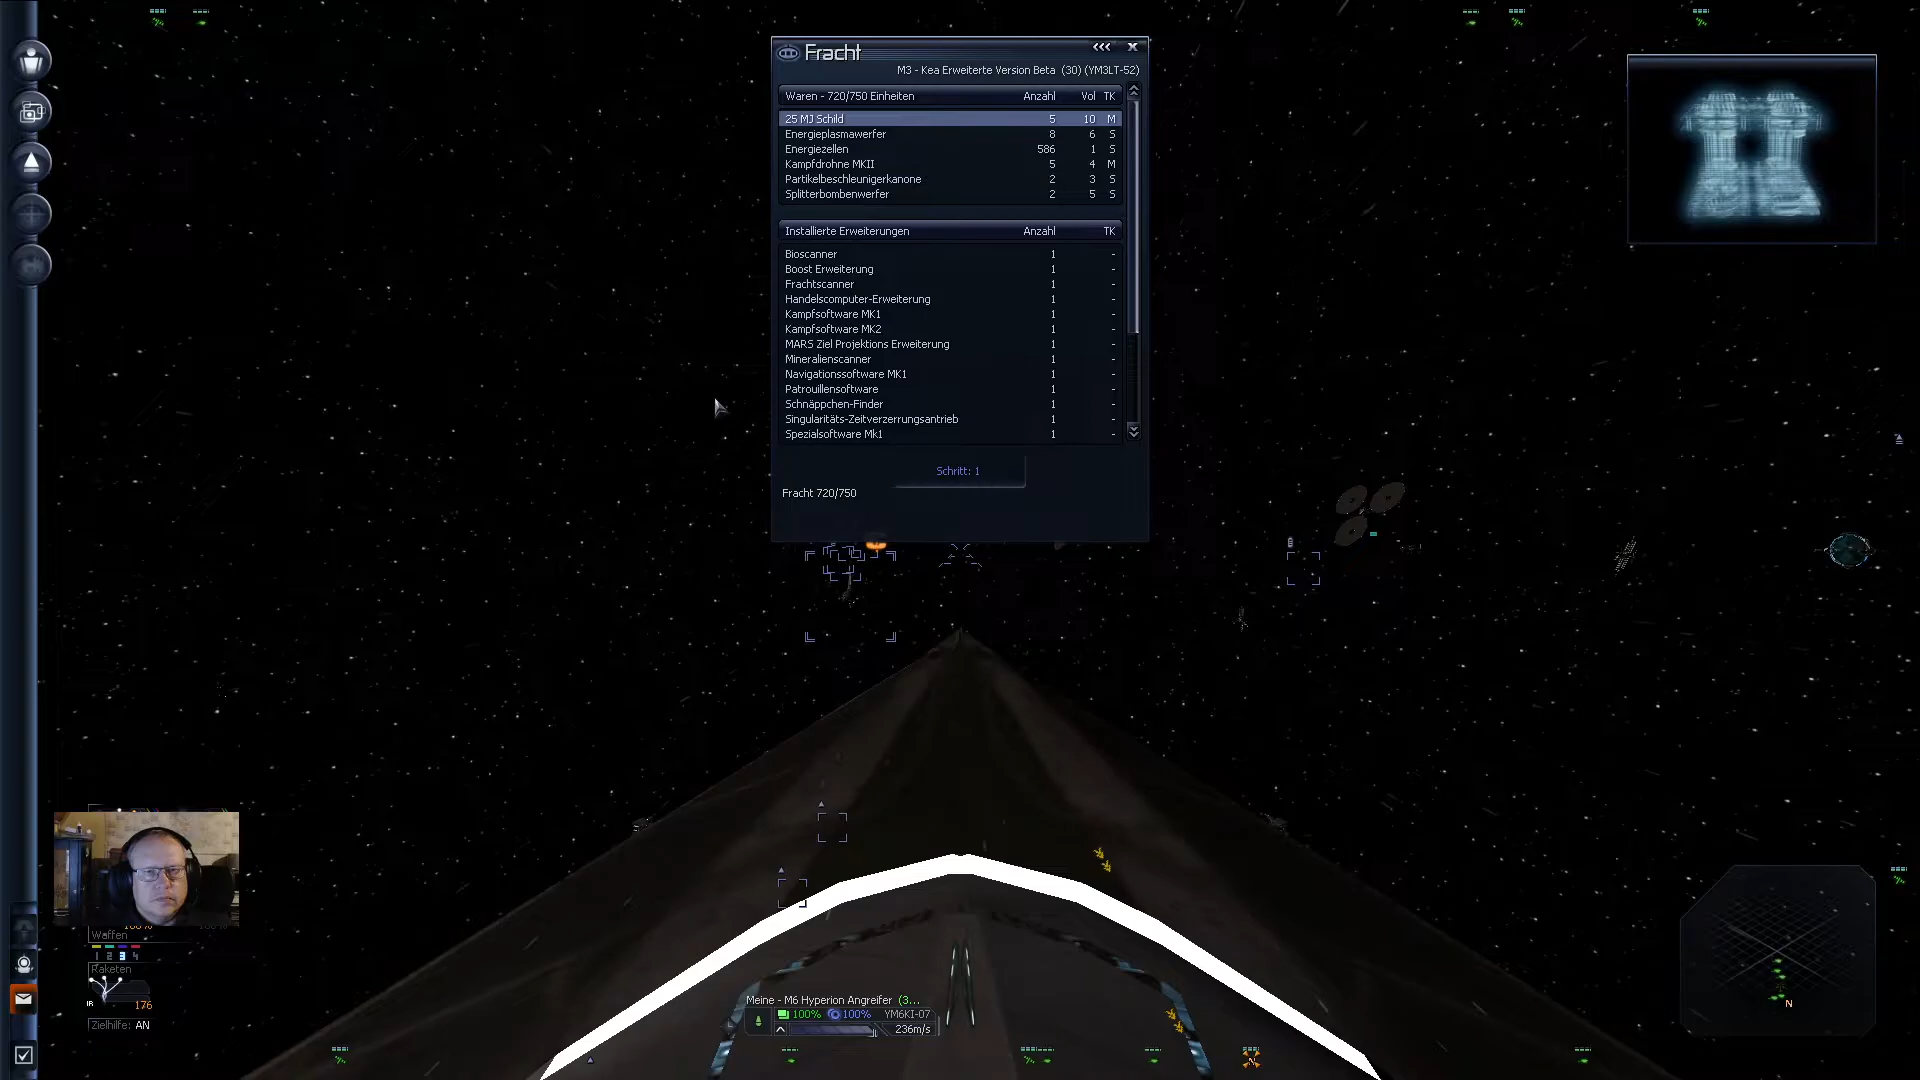 Fracht
M3 - Kea Erweiterte Version Beta (30) (YM3LT-52)
Waren - 720/750 Einheiten Anzahl Vol TK
25 MJ Schild 5 10 M
Energieplasmawerfer 8 6 S
Energiezellen 586 1 S
Kampfdrohne MKII 5 4 M
Partikelbeschleunigerkanone 2 3 S
Splitterbombenwerfer 2 5 S
Installierte Erweiterungen Anzahl TK
Bioscanner 1 -
Boost Erweiterung 1 -
Frachtscanner 1 -
Handelscomputer-Erweiterung 1 -
Kampfsoftware MK1 1 -
Kampfsoftware MK2 1 -
MARS Ziel Projektions Erweiterung 1 -
Mineralienscanner 1 -
Navigationssoftware MK1 1 -
Patrouillensoftware 1 -
Schnäppchen-Finder 1 -
Singularitäts-Zeitverzerrungsantrieb 1 -
Spezialsoftware Mk1 1 -
Schritt: 1
Fracht 720/750
Waffen
1 2 3 4
Raketen
IR 176
Zielhilfe: AN
Meine - M6 Hyperion Angreifer (3...
100% 100% YM6KI-07
236m/s
N